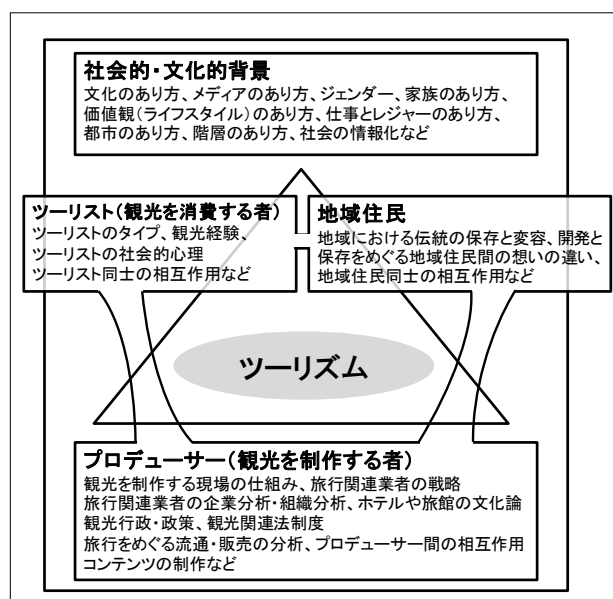 社会的・文化的背景
文化のあり方、メディアのあり方、ジェンダー、家族のあり方、
価値観(ライフスタイル)のあり方、仕事とレジャーのあり方、
都市のあり方、階層のあり方、社会の情報化など
ツーリスト(観光を消費する者)
ツーリストのタイプ、観光経験、
ツーリストの社会的心理
ツーリスト同士の相互作用など
地域住民
地域における伝統の保存と変容、開発と
保存をめぐる地域住民間の想いの違い、
地域住民同士の相互作用など
ツーリズム
プロデューサー(観光を制作する者)
観光を制作する現場の仕組み、旅行関連業者の戦略
旅行関連業者の企業分析・組織分析、ホテルや旅館の文化論
観光行政・政策、観光関連法制度
旅行をめぐる流通・販売の分析、プロデューサー間の相互作用
コンテンツの制作など